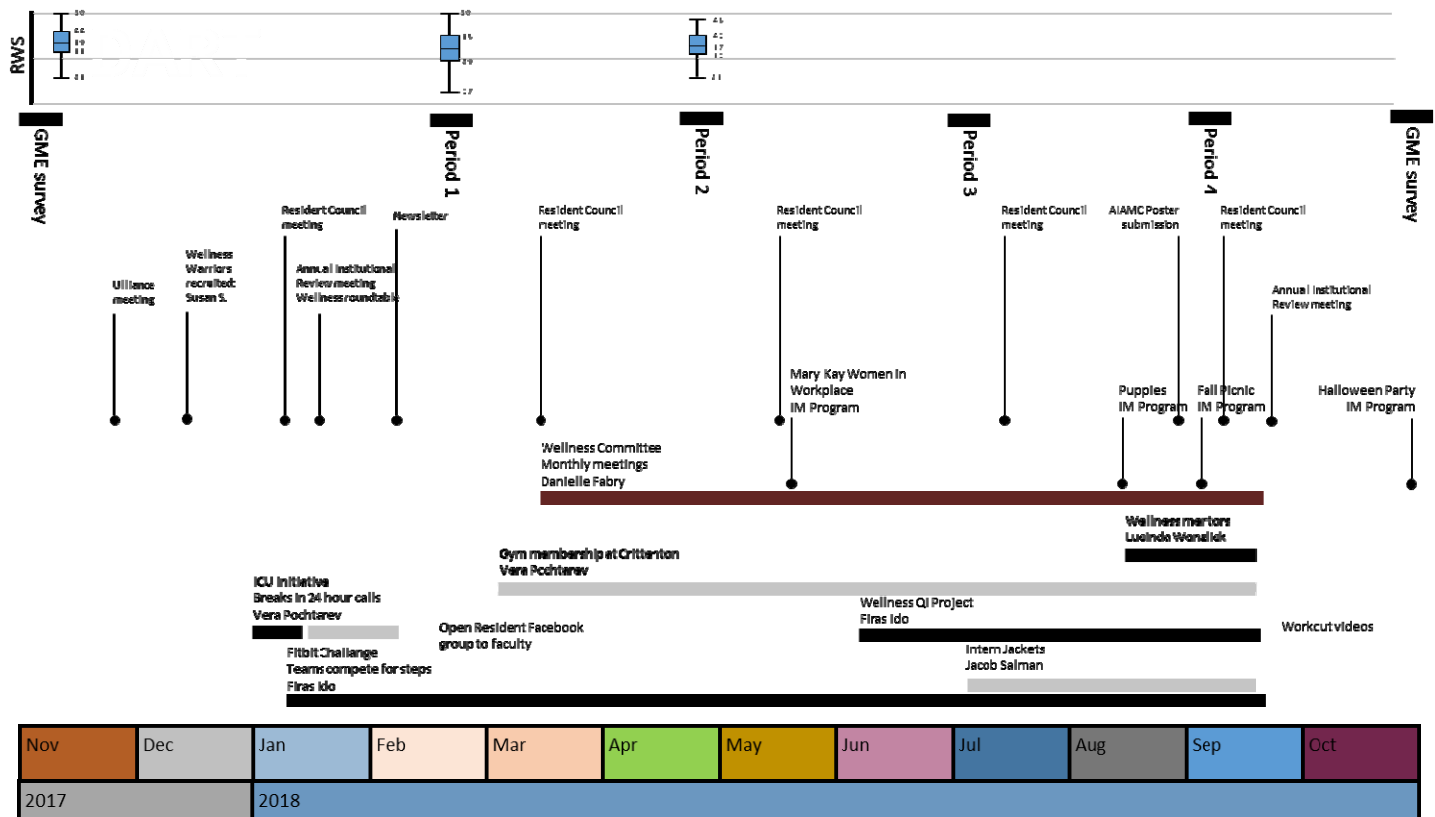 RWS
GME survey
Period 1
Period 2
Period 3
Period 4
GME survey
Ulliance
meeting
Wellness
Warriors
recruited:
Susan S.
Resident Council
meeting
Annual Institutional
Review meeting
Wellness roundtable
Newsletter
Resident Council
meeting
Resident Council
meeting
Resident Council
meeting
AIAMC Poster
submission
Resident Council
meeting
Annual Institutional
Review meeting
Mary Kay Women in
Workplace
IM Program
Puppies
IM Program
Fall Picnic
IM Program
Halloween Party
IM Program
Wellness Committee
Monthly meetings
Danielle Fabry
Wellness mentors
Gym membership at Crittenton
Vera Pochtarev
ICU Initiative
Breaks in 24 hour calls
Vera Pochtarev
Open Resident Facebook
group to faculty
Wellness QI Project
Firas Ido
Workout videos
Fitbit Challange
Teams compete for steps
Firas Ido
Intern Jackets
Jacob Salman
Nov
Dec
Jan
Feb
Mar
Apr
May
Jun
Jul
Aug
Sep
Oct
2017
2018